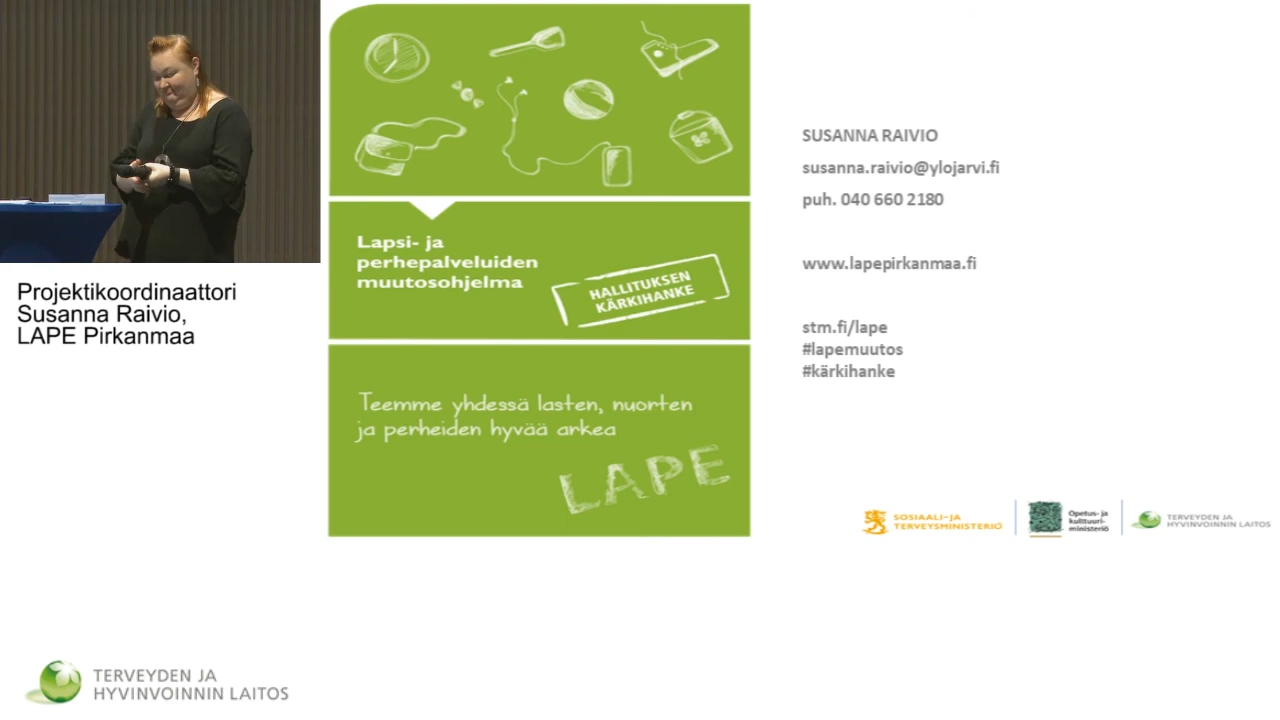 Projektikoordinaattori
Susanna Raivio,
LAPE Pirkanmaa
Lapsi- ja
perhepalveluiden
muutosohjelma
HALLITUKSEN
KÄRKIHANKE
Teemme yhdessä lasten, nuorten
ja perheiden hyvää arkea
LAPE
SUSANNA RAIVIO
susanna.raivio@ylojarvi.fi
puh. 040 660 2180
www.lapepirkanmaa.fi
stm.fi/lape
#lapemuutos
#kärkihanke
SOSIAALI- JA
TERVEYSMINISTERIÖ
Opetus- ja
kulttuuri-
ministeriö
TERVEYDEN JA
HYVINVOINNIN LAITOS
TERVEYDEN JA
HYVINVOINNIN LAITOS